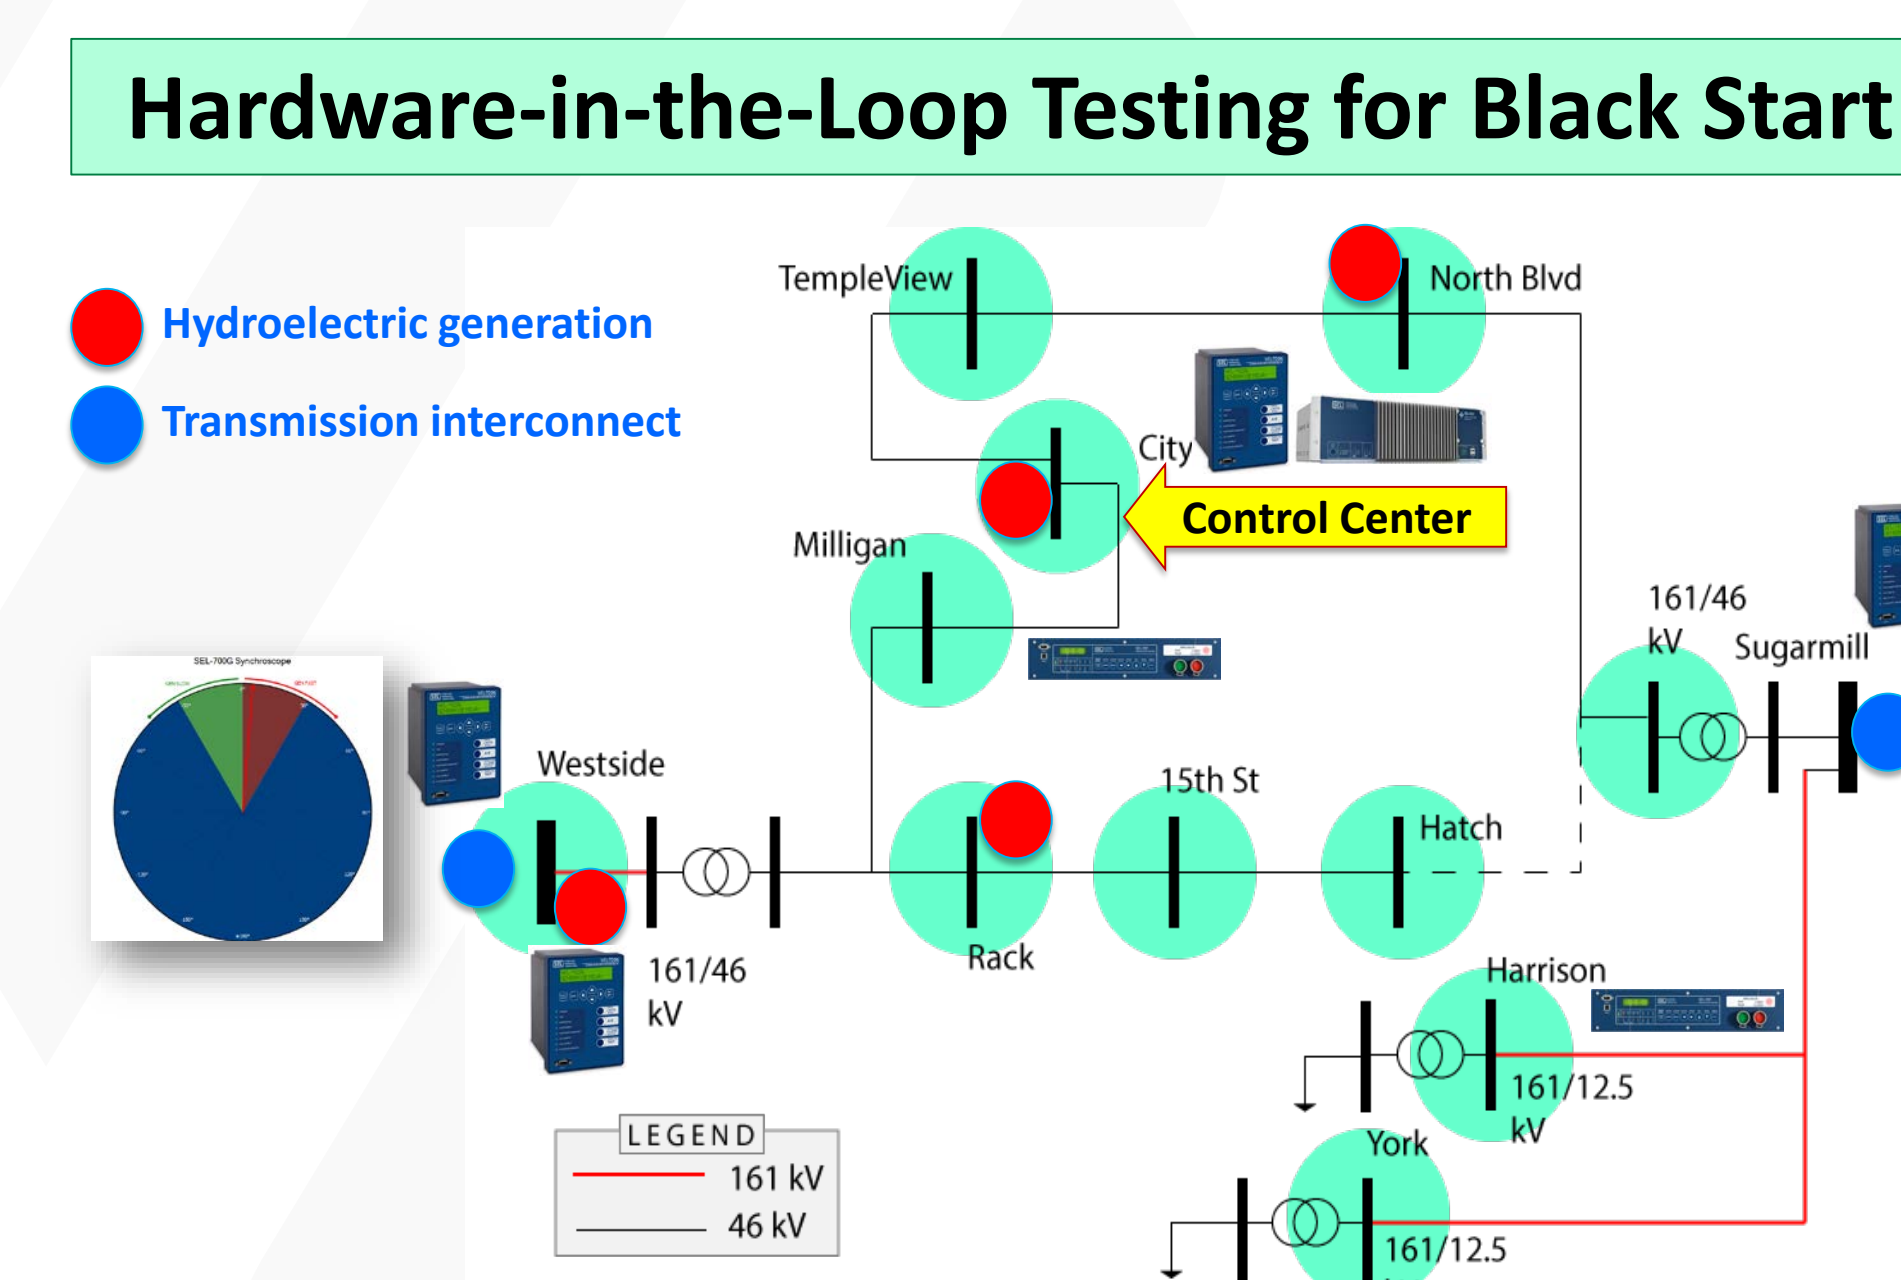 Hardware-in-the-Loop Testing for Black Start
Hydroelectric generation
Transmission interconnect
TempleView
North Blvd
City
Control Center
Milligan
161/46
kV
Sugarmill
SEL-700G Synchroscope
Westside
15th St
Hatch
Rack
161/46
kV
Harrison
161/12.5
kV
York
161/12.5
LEGEND
161 kV
46 kV